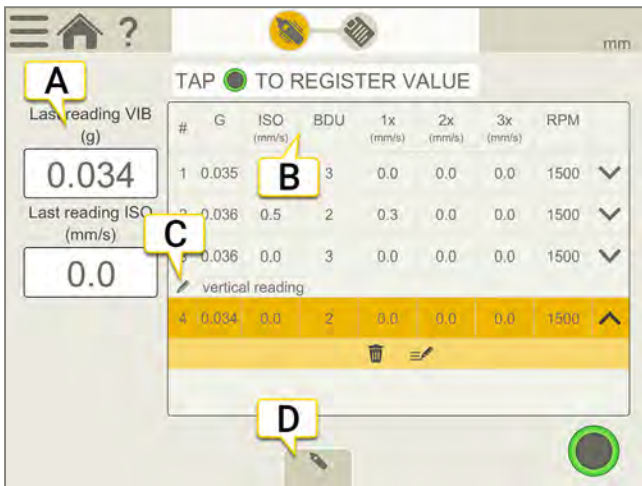 ?
mm
TAP TO REGISTER VALUE
A
Last reading VIB
(g)
0.034
Last reading ISO
(mm/s)
0.0
# G ISO BDU 1x 2x 3x RPM
(mm/s) (mm/s) (mm/s) (mm/s)
B
1 0.035 3 0.0 0.0 0.0 1500
0.036 0.5 2 0.3 0.0 0.0 1500
C
0.036 0.0 3 0.0 0.0 0.0 1500
vertical reading
4 0.034 0.0 2 0.0 0.0 0.0 1500
D